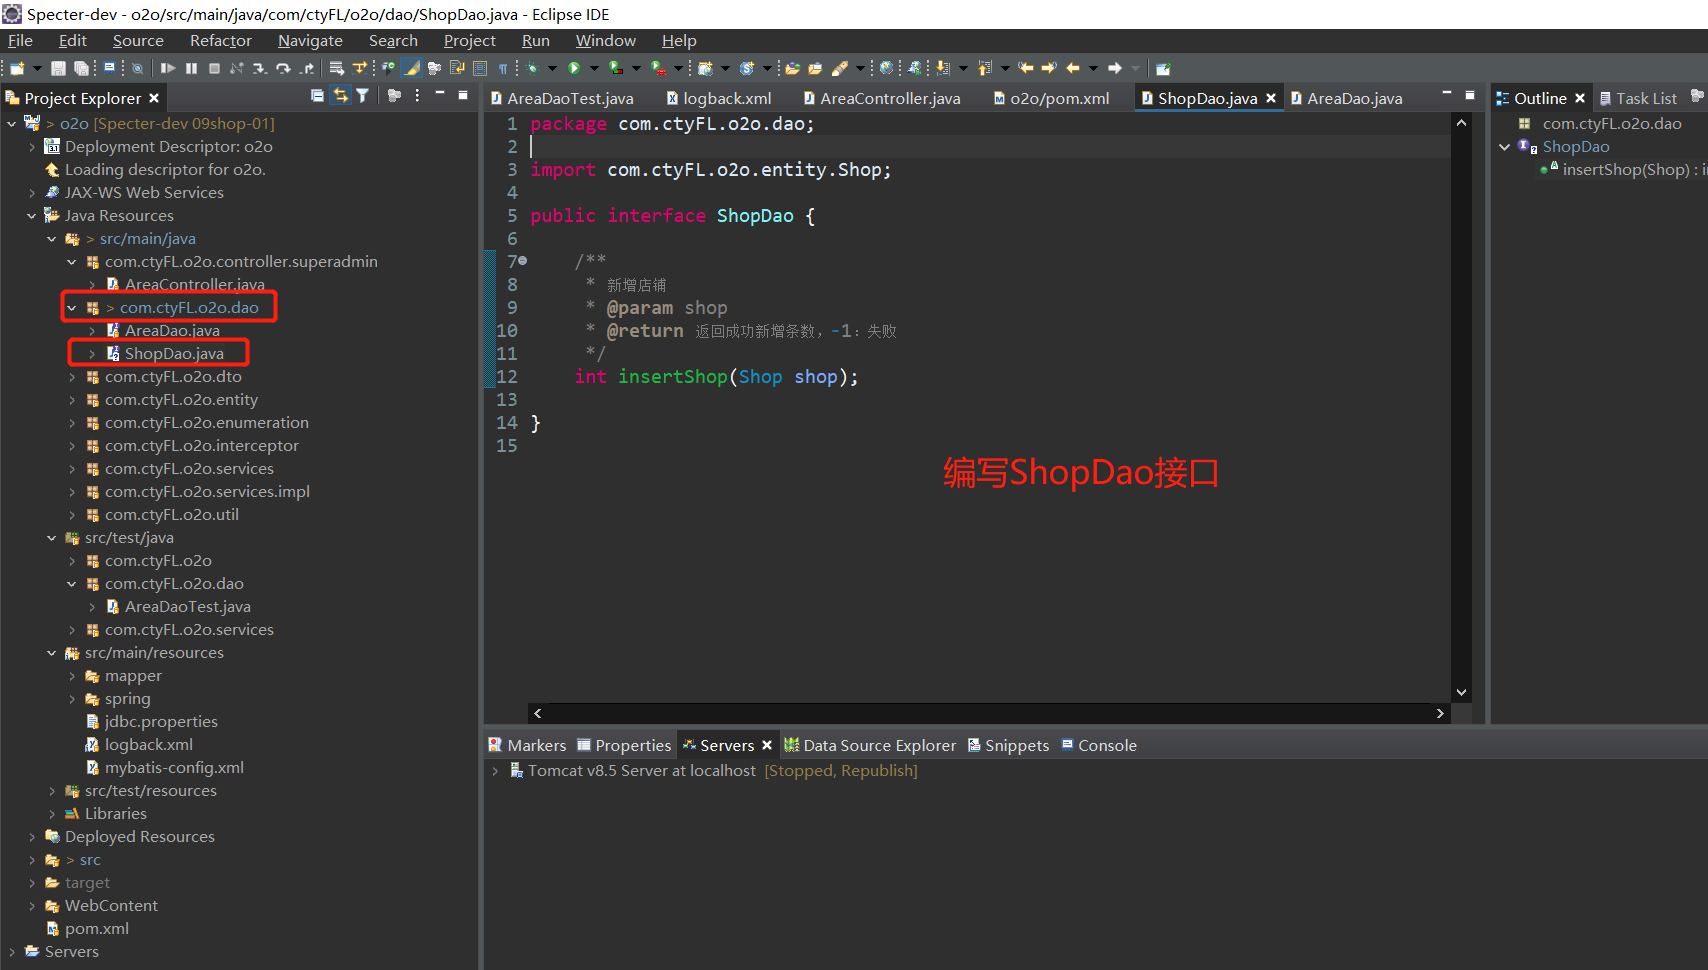 Specter-dev - o2o/src/main/java/com/ctyFL/o2o/dao/ShopDao.java - Eclipse IDE
File Edit Source Refactor Navigate Search Project Run Window Help
Project Explorer
> o2o [Specter-dev 09shop-01]
Deployment Descriptor: o2o
Loading descriptor for o2o.
JAX-WS Web Services
Java Resources
> src/main/java
com.ctyFL.o2o.controller.superadmin
AreaController.java
> com.ctyFL.o2o.dao
AreaDao.java
ShopDao.java
com.ctyFL.o2o.dto
com.ctyFL.o2o.entity
com.ctyFL.o2o.enumeration
com.ctyFL.o2o.interceptor
com.ctyFL.o2o.services
com.ctyFL.o2o.services.impl
com.ctyFL.o2o.util
src/test/java
com.ctyFL.o2o
com.ctyFL.o2o.dao
AreaDaoTest.java
com.ctyFL.o2o.services
src/main/resources
mapper
spring
jdbc.properties
logback.xml
mybatis-config.xml
src/test/resources
Libraries
Deployed Resources
> src
target
WebContent
pom.xml
Servers
AreaDaoTest.java logback.xml AreaController.java o2o/pom.xml ShopDao.java AreaDao.java
1 package com.ctyFL.o2o.dao;
2
3 import com.ctyFL.o2o.entity.Shop;
4
5 public interface ShopDao {
6
7 /**
8 * 新增店铺
9 * @param shop
10 * @return 返回成功新增条数，-1：失败
11 */
12 int insertShop(Shop shop);
13
14 }
15
编写ShopDao接口
Outline Task List
com.ctyFL.o2o.dao
ShopDao
insertShop(Shop) : i
Markers Properties Servers Data Source Explorer Snippets Console
Tomcat v8.5 Server at localhost [Stopped, Republish]